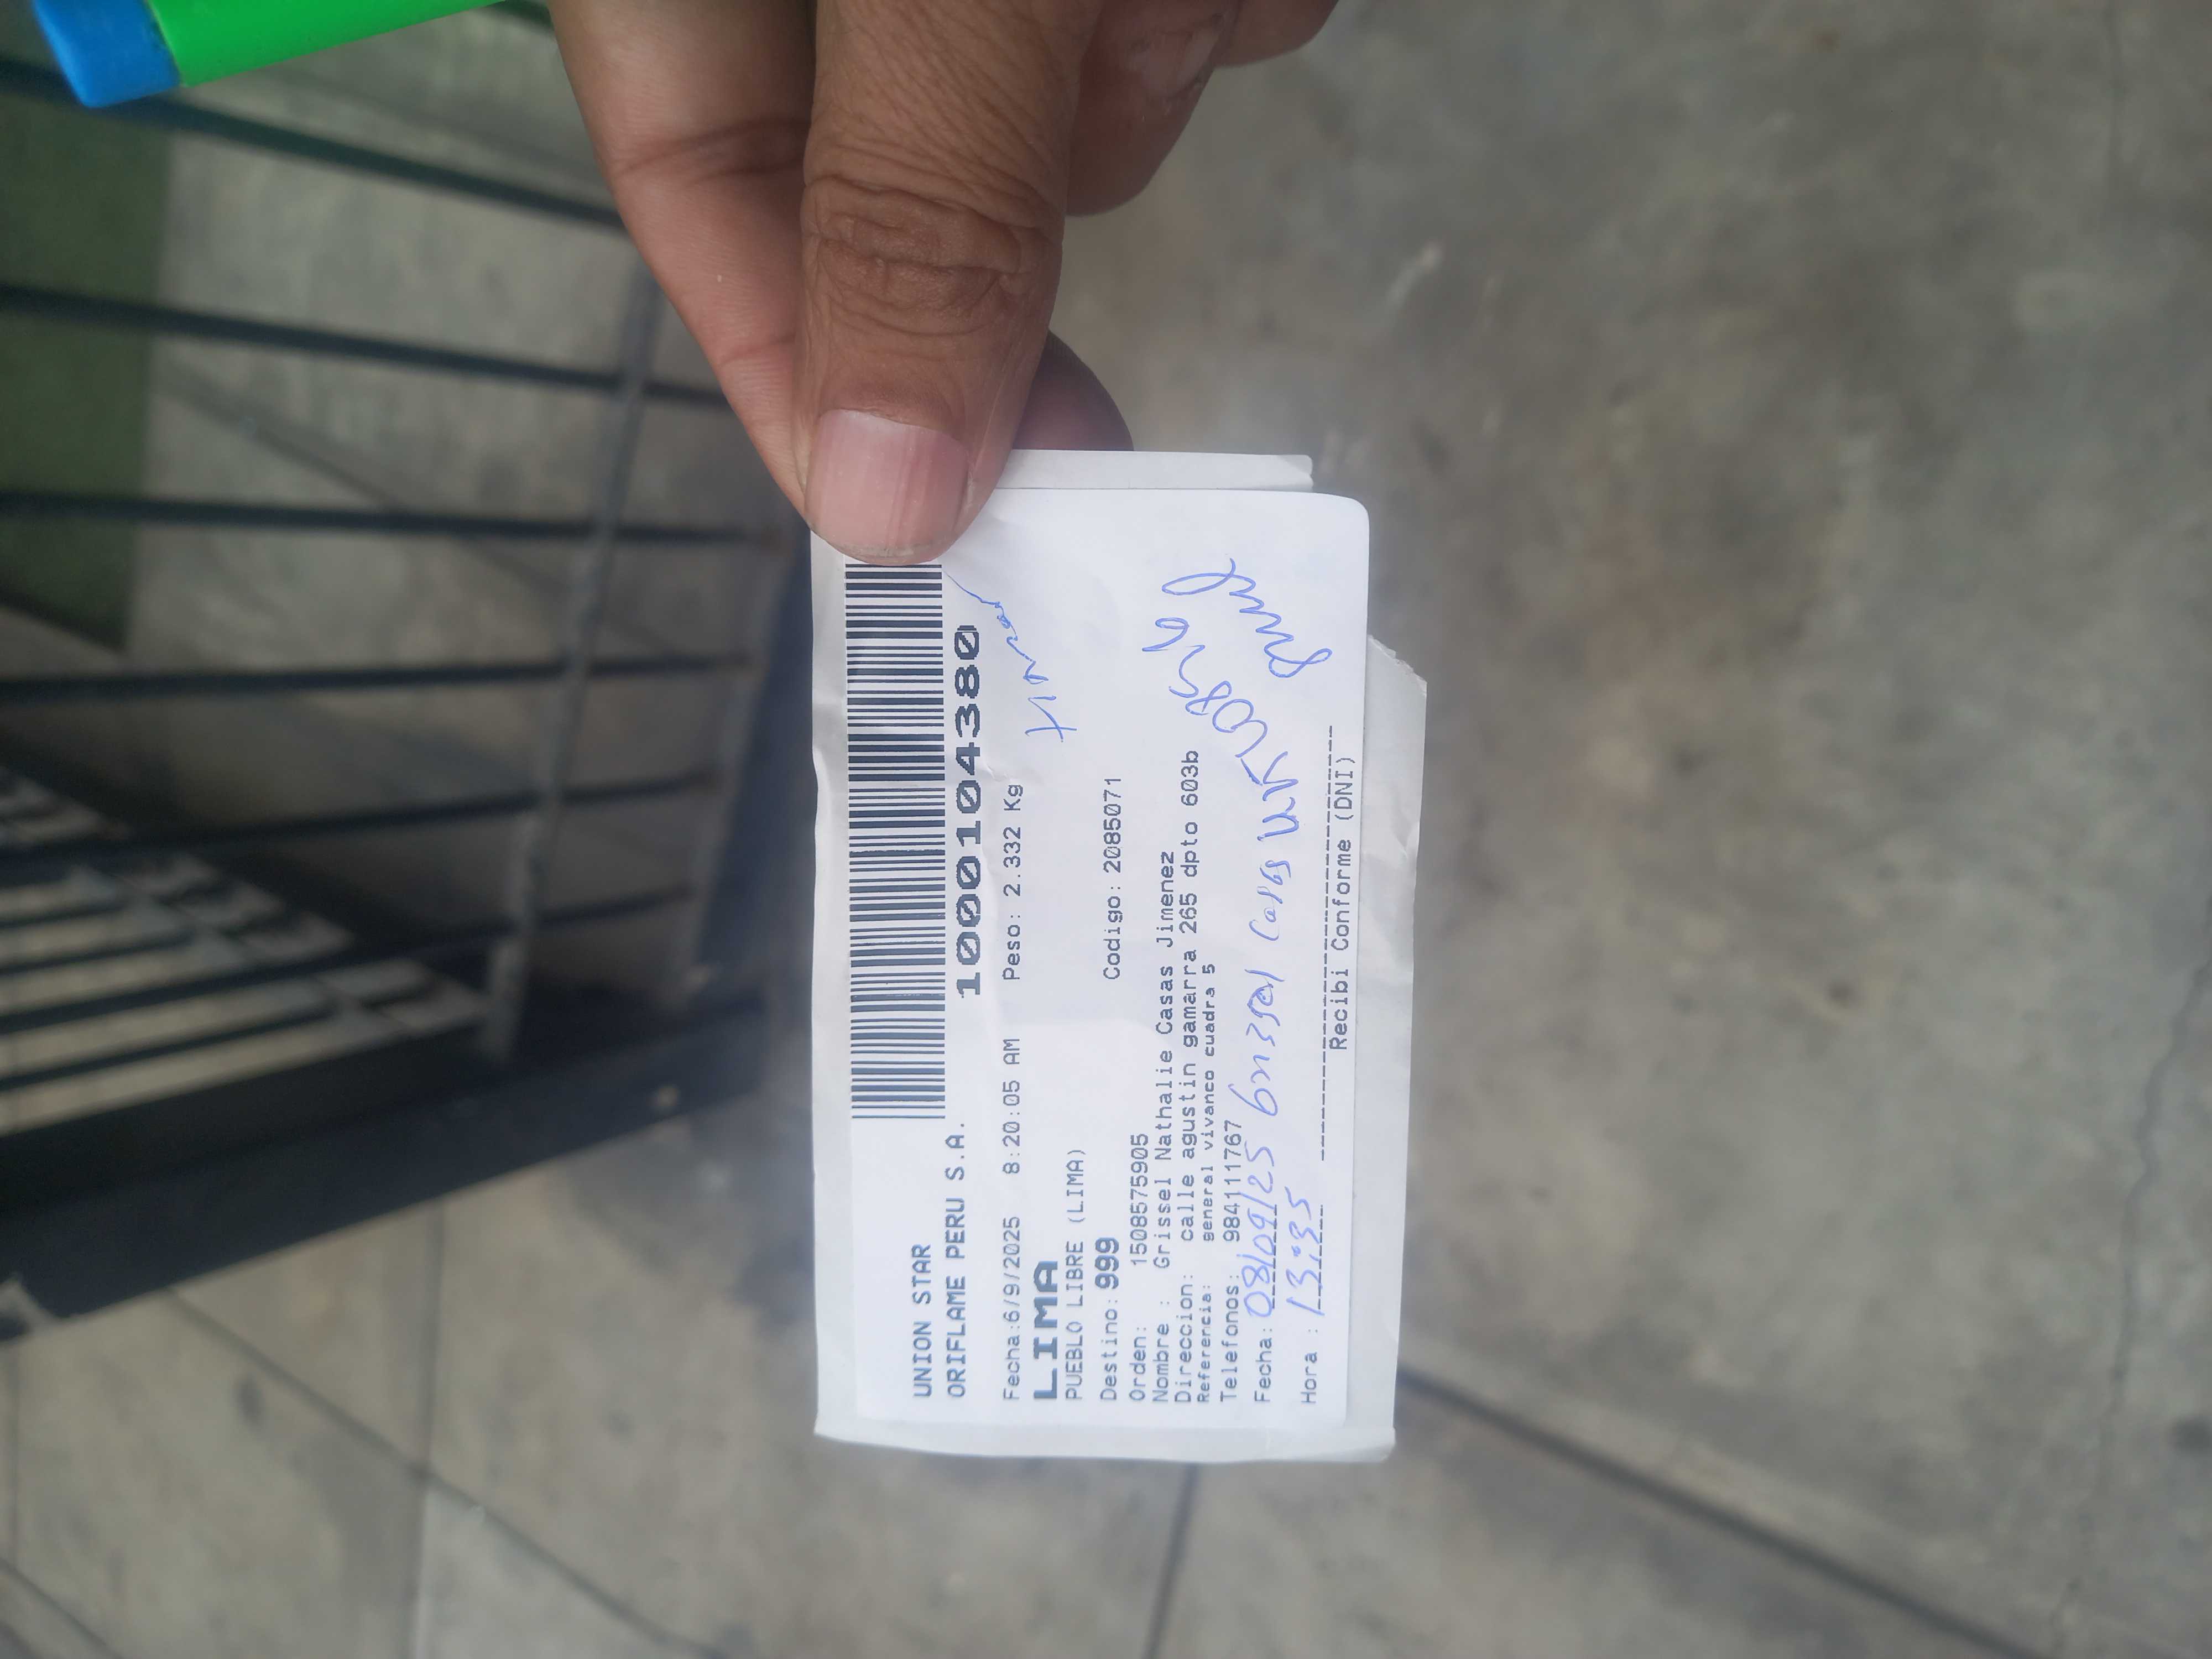 UNION STAR
ORIFLAME PERU S.A.
1000104380
Fecha:6/9/2025 8:20:05 AM Peso: 2.332 Kg
LIMA
PUEBLO LIBRE (LIMA)
Destino: 999 Codigo: 2085071
Orden: 1508575905
Nombre : Grissel Nathalie Casas Jimenez
Direccion: calle agustin gamarra 265 dpto 603b
Referencia: general vivanco cuadra 5
Telefonos: 984111767
Fecha: 08/09/25
Hora : 13:35
Recibi Conforme (DNI)